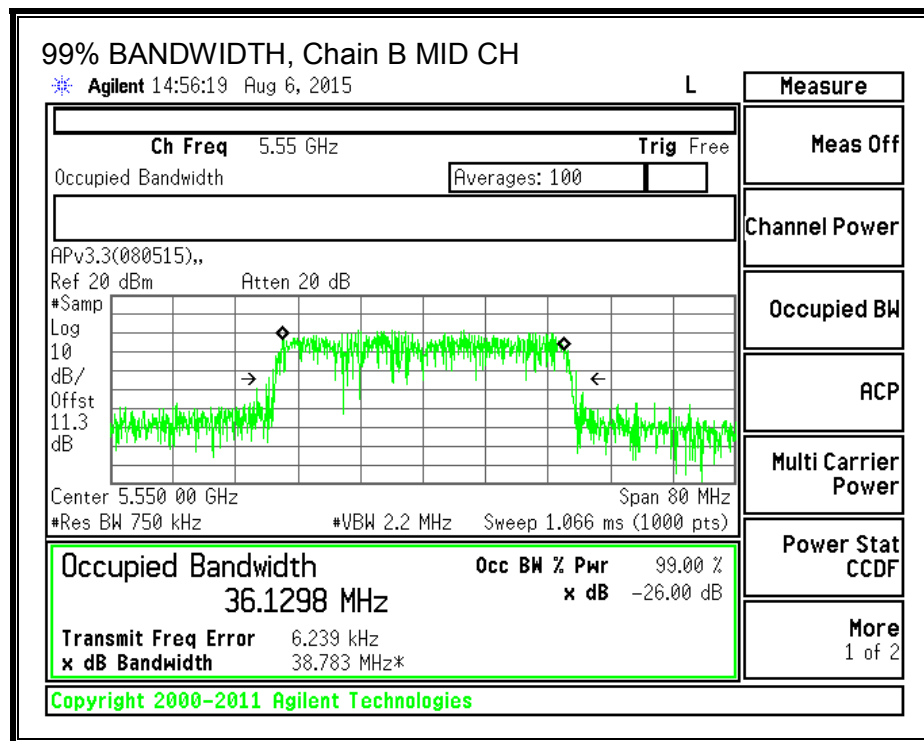 99% BANDWIDTH, Chain B MID CH
Agilent 14:56:19 Aug 6, 2015 L
Measure
Ch Freq 5.55 GHz Trig Free
Meas Off
Occupied Bandwidth Averages: 100
Channel Power
APv3.3(080515),,
Ref 20 dBm Atten 20 dB
#Samp
Log
10
dB/
Offst
11.3
dB
Occupied BW
ACP
Multi Carrier
Power
Center 5.550 00 GHz Span 80 MHz
#Res BW 750 kHz #VBW 2.2 MHz Sweep 1.066 ms (1000 pts)
Power Stat
CCDF
Occupied Bandwidth Occ BW % Pwr 99.00 %
36.1298 MHz x dB -26.00 dB
Transmit Freq Error 6.239 kHz
x dB Bandwidth 38.783 MHz*
More
1 of 2
Copyright 2000-2011 Agilent Technologies